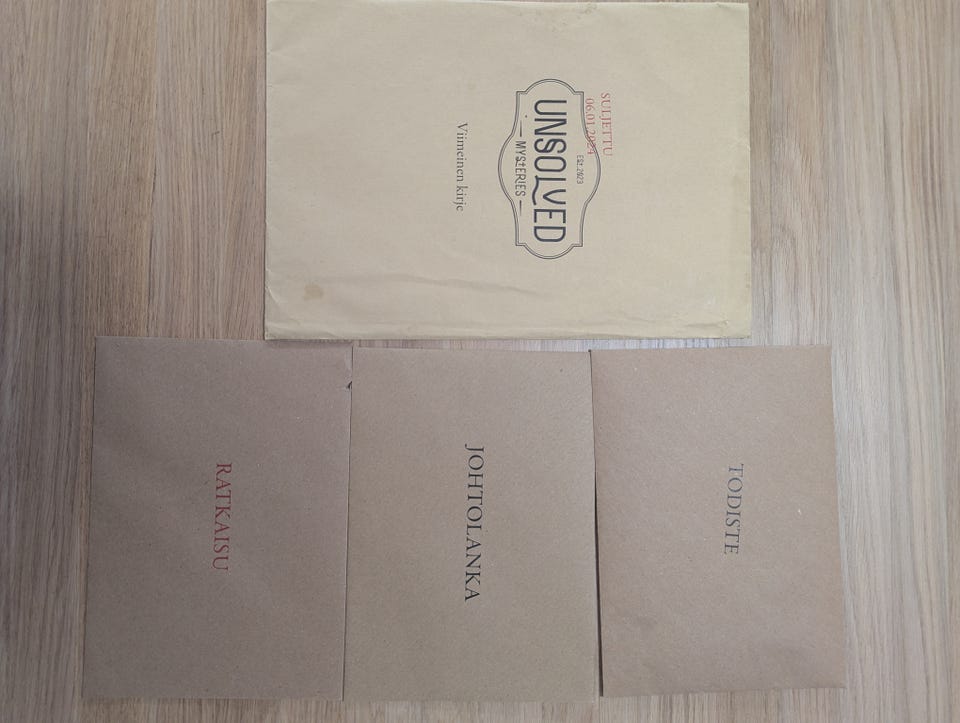 SULJETTU
06.01.2024
EST. 2023
UNSOLVED
MYSTERIES
Viimeinen kirje
TODISTE
JOHTOLANKA
RATKAISU